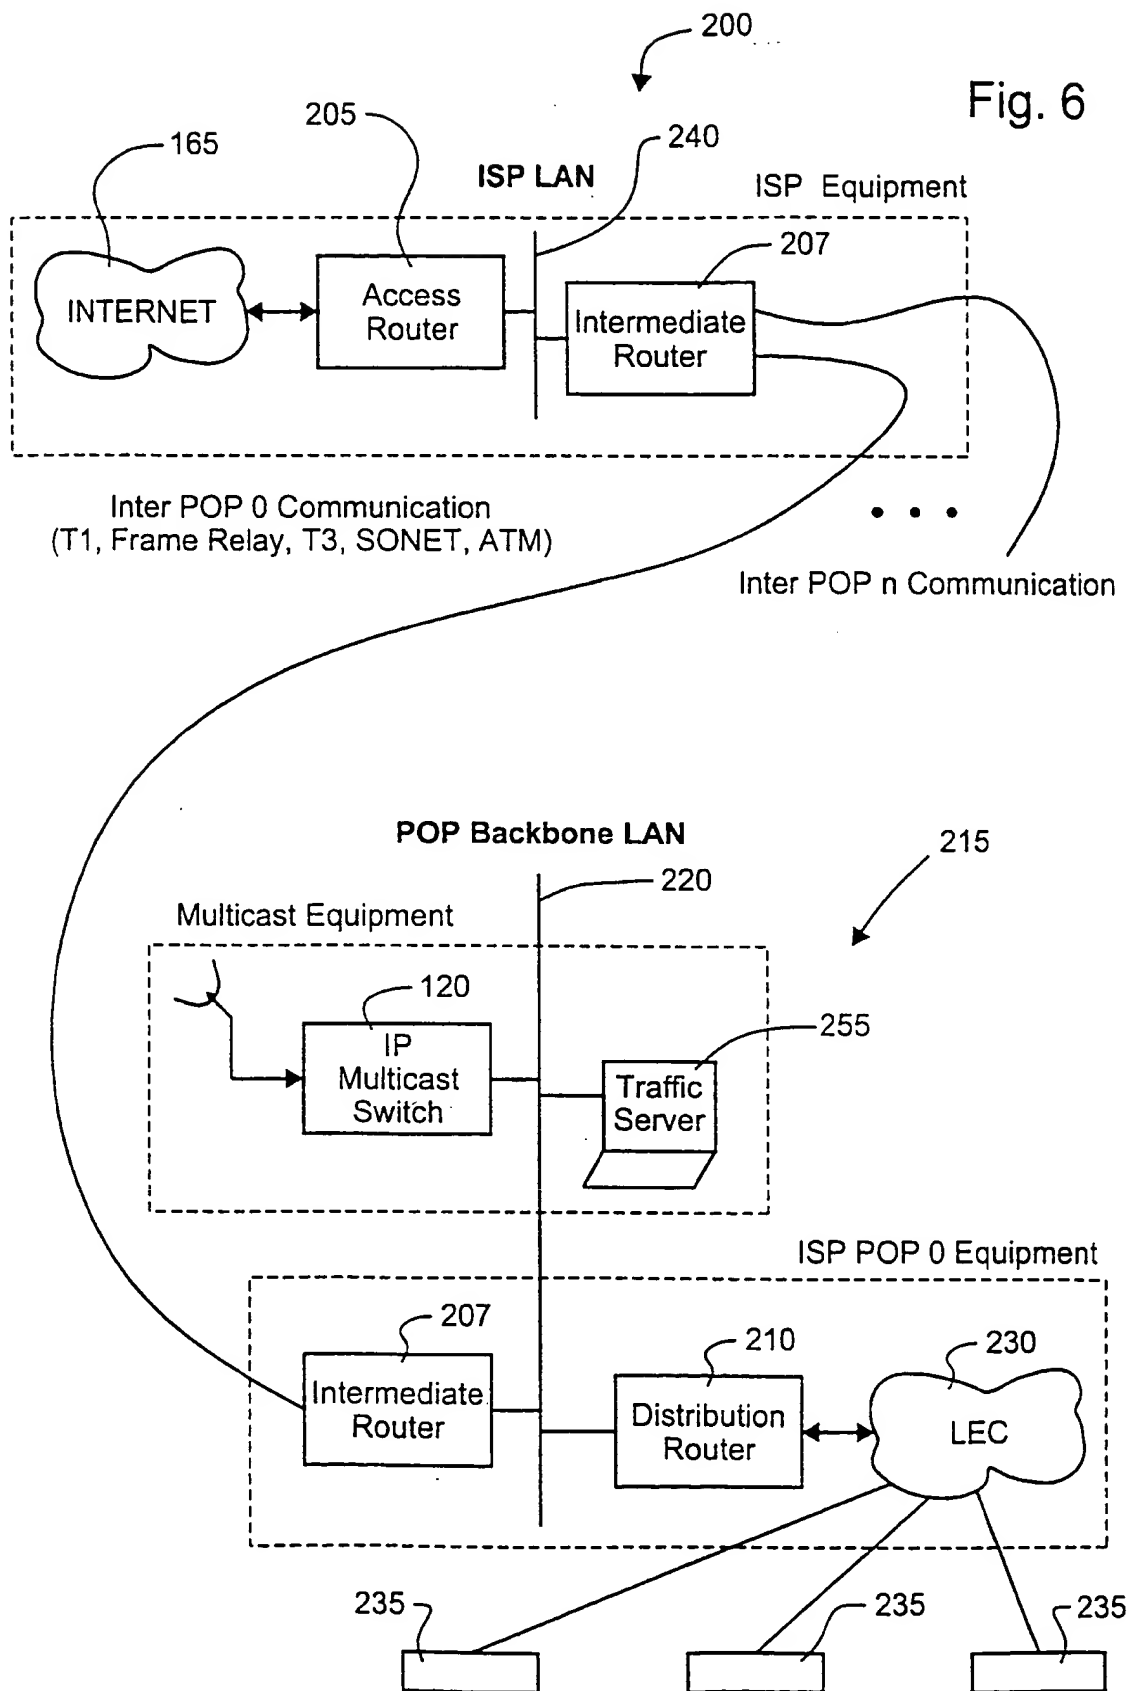 200
Fig. 6
205
165
240
ISP LAN
ISP Equipment
207
INTERNET
Access
Router
Intermediate
Router
Inter POP 0 Communication
(T1, Frame Relay, T3, SONET, ATM)
• • •
Inter POP n Communication
POP Backbone LAN
215
220
Multicast Equipment
120
255
IP
Multicast
Switch
Traffic
Server
ISP POP 0 Equipment
207
210
230
Intermediate
Router
Distribution
Router
LEC
235
235
235